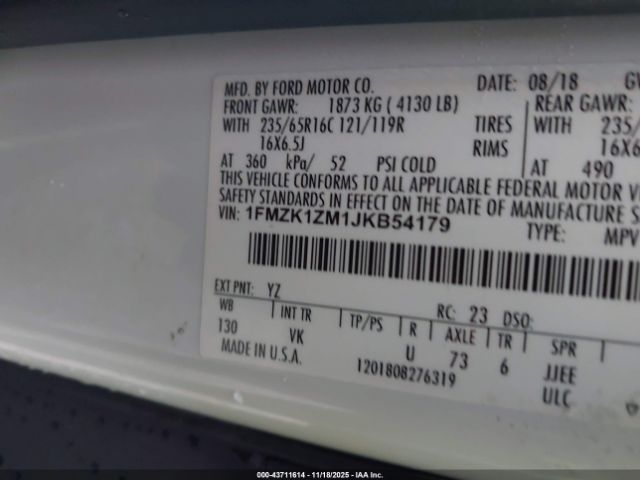 MFD. BY FORD MOTOR CO. DATE: 08/18
FRONT GAWR: 1873 KG ( 4130 LB) REAR GAWR:
WITH 235/65R16C 121/119R TIRES WITH 235/
16X6.5J RIMS 16X6
AT 360 kPa/ 52 PSI COLD AT 490
THIS VEHICLE CONFORMS TO ALL APPLICABLE FEDERAL MOTOR
SAFETY STANDARDS IN EFFECT ON THE DATE OF MANUFACTURE
VIN: 1FMZK1ZM1JKB54179 TYPE: MPV
EXT PNT: YZ RC: 23 DSO:
WB INT TR TP/PS R AXLE TR SPR
130 VK U 73 6 JJEE
MADE IN U.S.A. 1201808276319 ULC
00-43711614 - 11/18/2025 - IAA Inc.